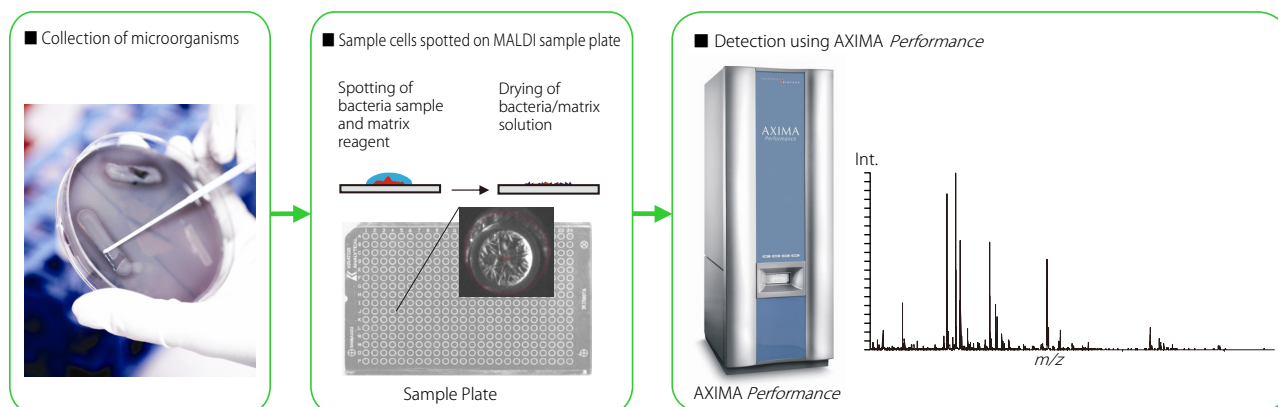 ■ Collection of microorganisms
■ Sample cells spotted on MALDI sample plate
Spotting of
bacteria sample
and matrix
reagent
Drying of
bacteria/matrix
solution
Sample Plate
■ Detection using AXIMA Performance
AXIMA
Performance
Int.
m/z
AXIMA Performance